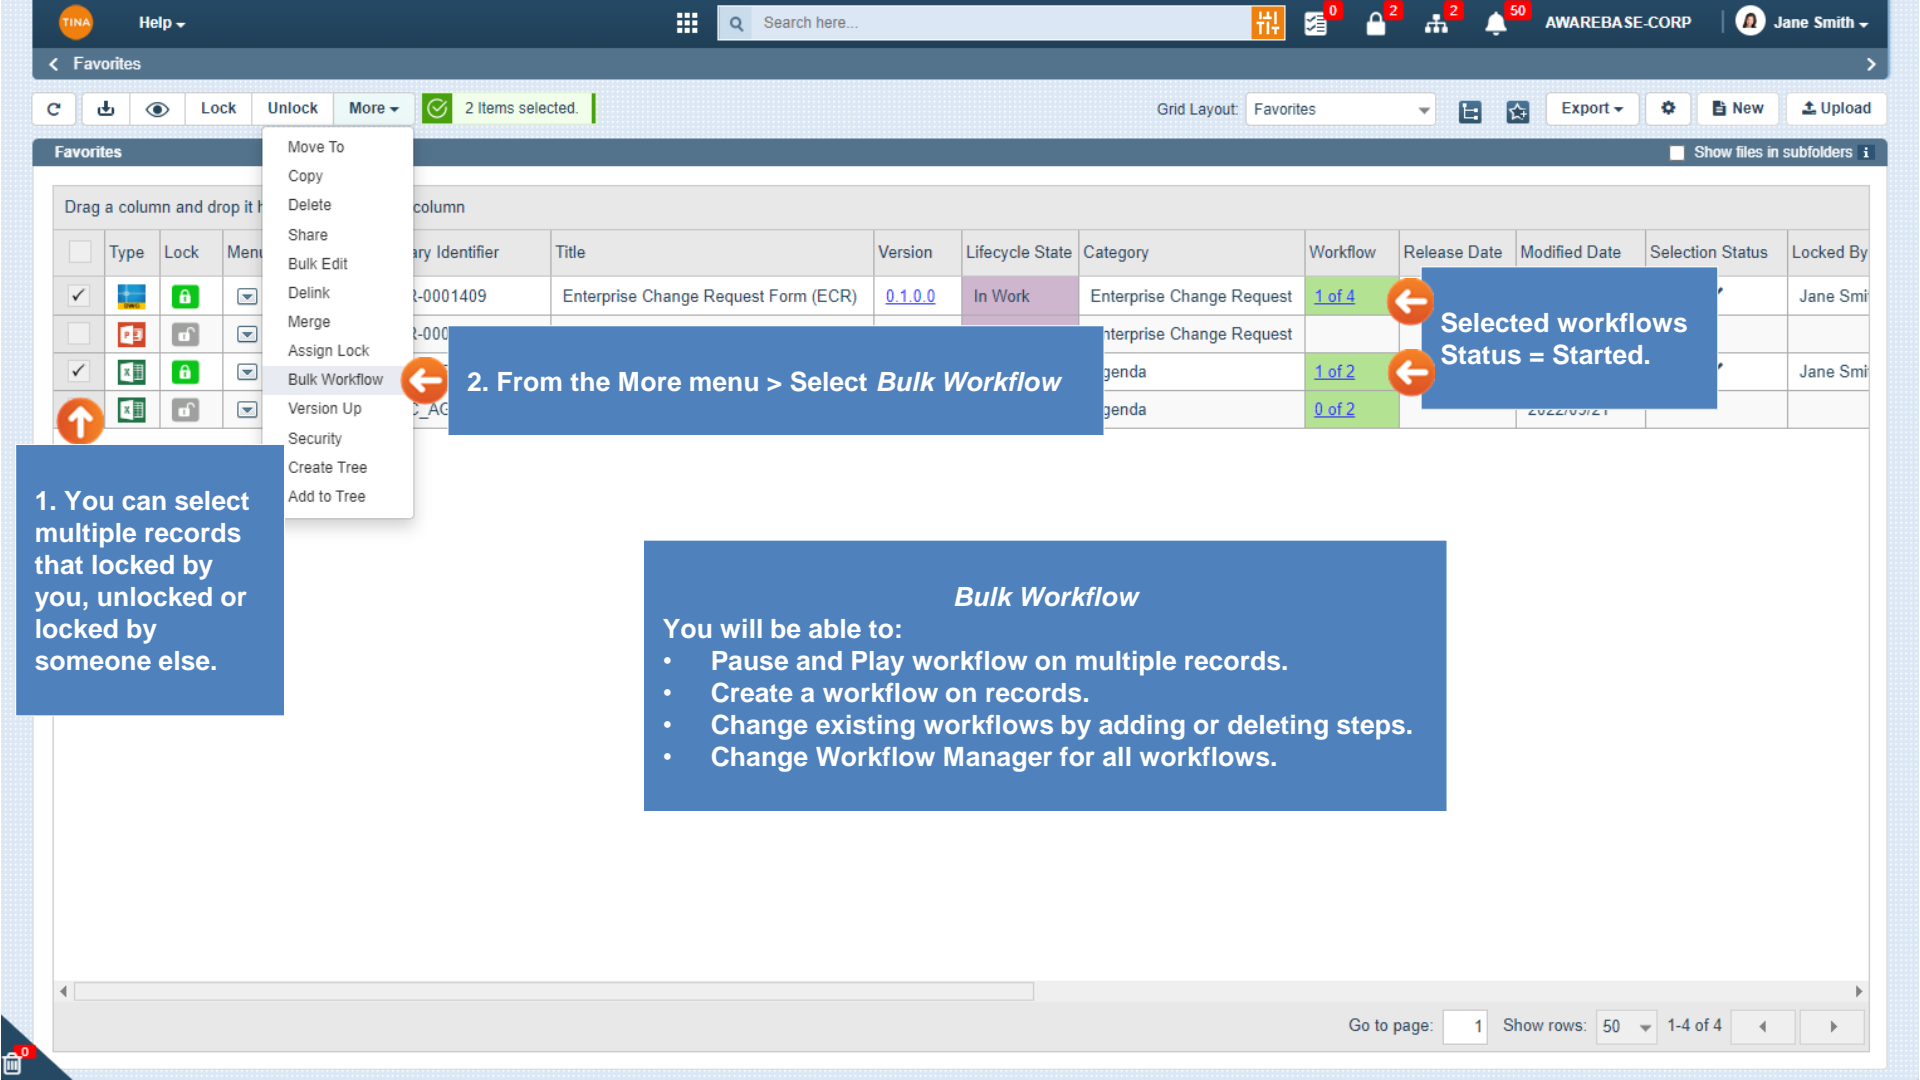 TINA Help Search here... 0 2 2 50 AWAREBASE-CORP Jane Smith
Favorites
Lock Unlock More 2 Items selected. Grid Layout: Favorites Export New Upload
Favorites Show files in subfolders i
Move To
Copy
Delete
Share
Bulk Edit
Delink
Merge
Assign Lock
Bulk Workflow
Version Up
Security
Create Tree
Add to Tree
Drag a column and drop it column
Type Lock Menu Identifier Title Version Lifecycle State Category Workflow Release Date Modified Date Selection Status Locked By
R-0001409 Enterprise Change Request Form (ECR) 0.1.0.0 In Work Enterprise Change Request 1 of 4 Jane Smi
Enterprise Change Request
Agenda 1 of 2 Jane Smi
Agenda 0 of 2 2022/09/21
Selected workflows
Status = Started.
2. From the More menu > Select Bulk Workflow
1. You can select
multiple records
that locked by
you, unlocked or
locked by
someone else.
Bulk Workflow
You will be able to:
• Pause and Play workflow on multiple records.
• Create a workflow on records.
• Change existing workflows by adding or deleting steps.
• Change Workflow Manager for all workflows.
Go to page: 1 Show rows: 50 1-4 of 4
0